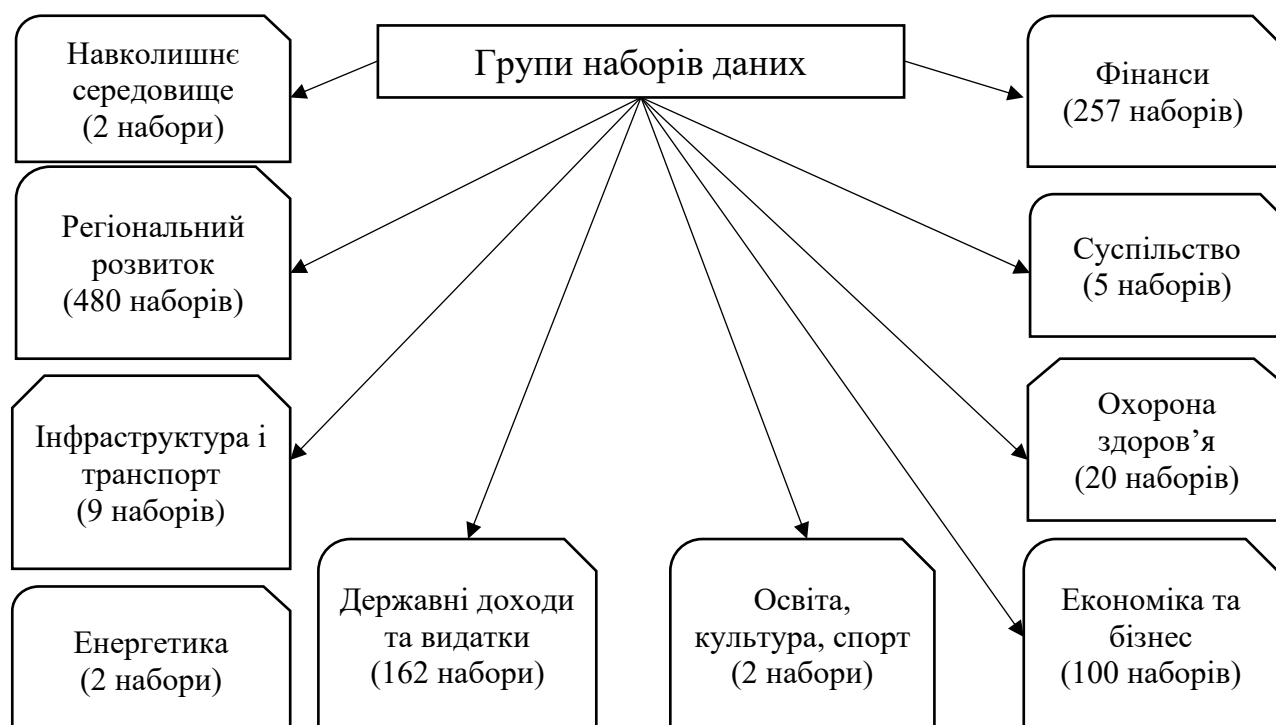 Групи наборів даних
Навколишнє
середовище
(2 набори)
Регіональний
розвиток
(480 наборів)
Інфраструктура і
транспорт
(9 наборів)
Енергетика
(2 набори)
Державні доходи
та видатки
(162 набори)
Освіта,
культура, спорт
(2 набори)
Фінанси
(257 наборів)
Суспільство
(5 наборів)
Охорона
здоров’я
(20 наборів)
Економіка та
бізнес
(100 наборів)